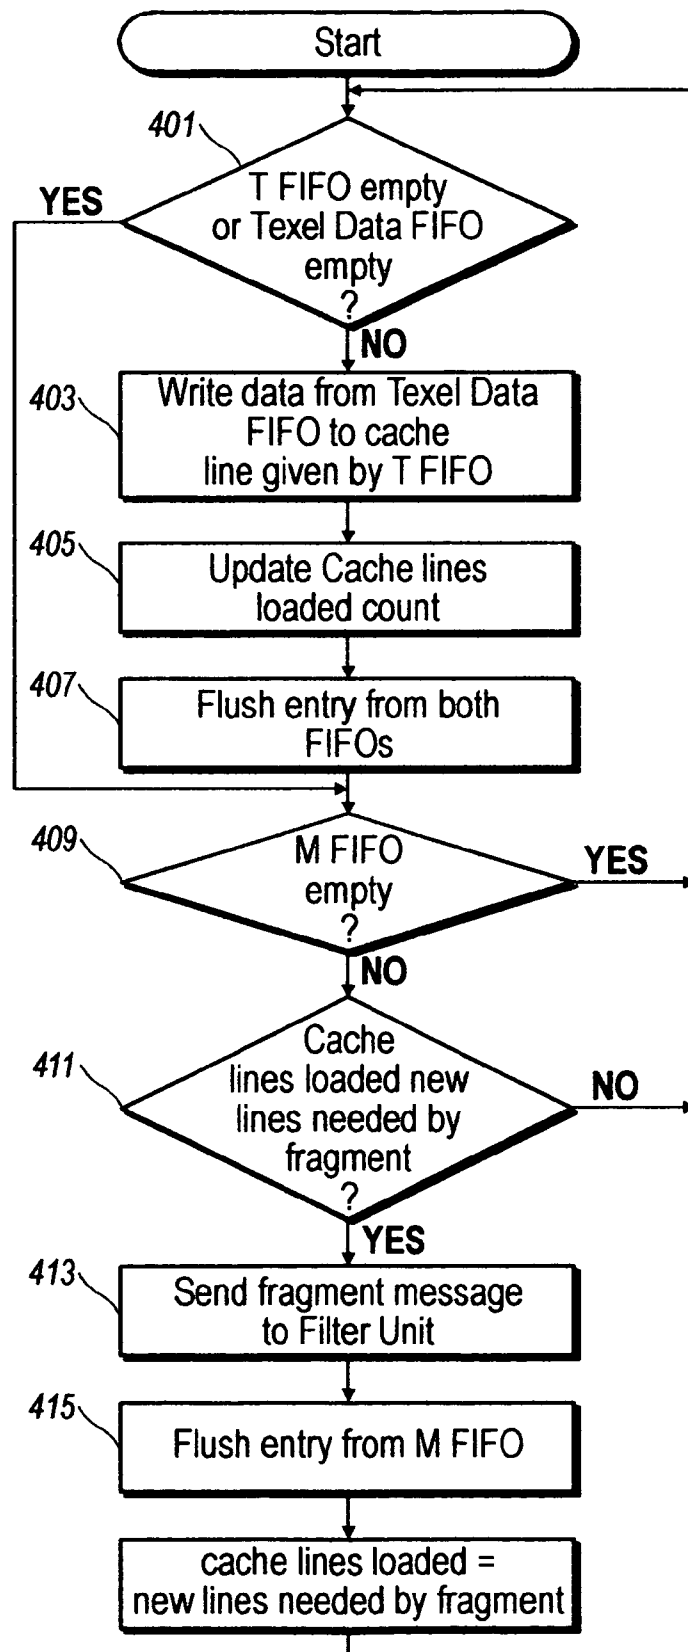 Start
401
T FIFO empty
or Texel Data FIFO
empty
?
YES
NO
403
Write data from Texel Data
FIFO to cache
line given by T FIFO
405
Update Cache lines
loaded count
407
Flush entry from both
FIFOs
409
M FIFO
empty
?
YES
NO
411
Cache
lines loaded new
lines needed by
fragment
?
NO
YES
413
Send fragment message
to Filter Unit
415
Flush entry from M FIFO
cache lines loaded =
new lines needed by fragment